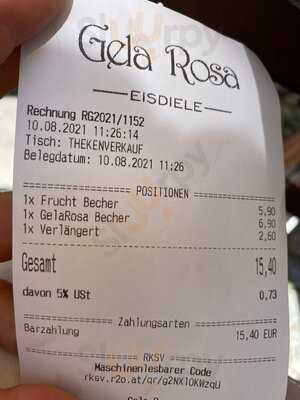 Gela Rosa
EISDIELE
Rechnung RG2021/1152
10.08.2021 11:26:14
Tisch: THEKENVERKAUF
Belegdatum: 10.08.2021 11:26
POSITIONEN
1x Frucht Becher 5,90
1x GelaRosa Becher 6,90
1x Verlängert 2,60
Gesamt 15,40
davon 5% USt 0,73
Zahlungsarten
Barzahlung 15,40 EUR
RKSV
Maschinenlesbarer Code
rksv.r2o.at/qr/g2NXlOKWzqU